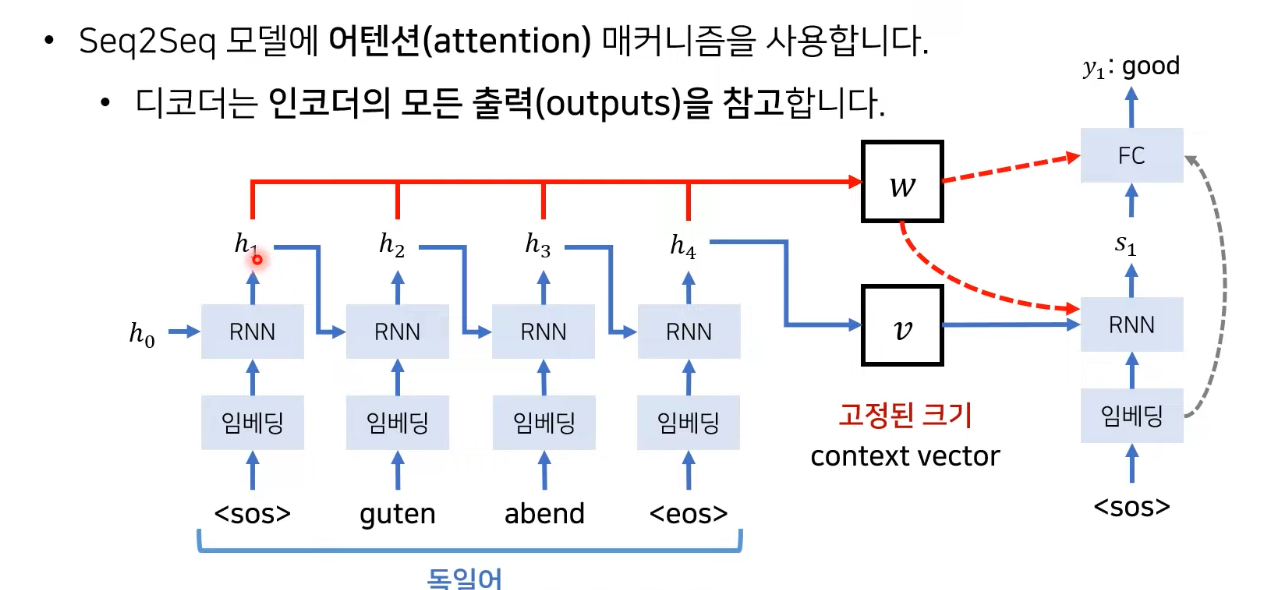 • Seq2Seq 모델에 어텐션(attention) 매커니즘을 사용합니다.
• 디코더는 인코더의 모든 출력(outputs)을 참고합니다.
y₁: good
FC
w
h₁ h₂ h₃ h₄ s₁
h₀ RNN RNN RNN RNN v RNN
임베딩 임베딩 임베딩 임베딩 고정된 크기 임베딩
context vector
<sos> guten abend <eos> <sos>
독일어